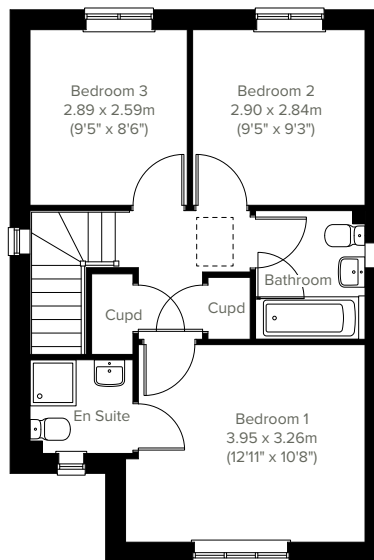 Bedroom 3
2.89 x 2.59m
(9'5" x 8'6")
Bedroom 2
2.90 x 2.84m
(9'5" x 9'3")
Bathroom
Cupd
Cupd
En Suite
Bedroom 1
3.95 x 3.26m
(12'11" x 10'8")